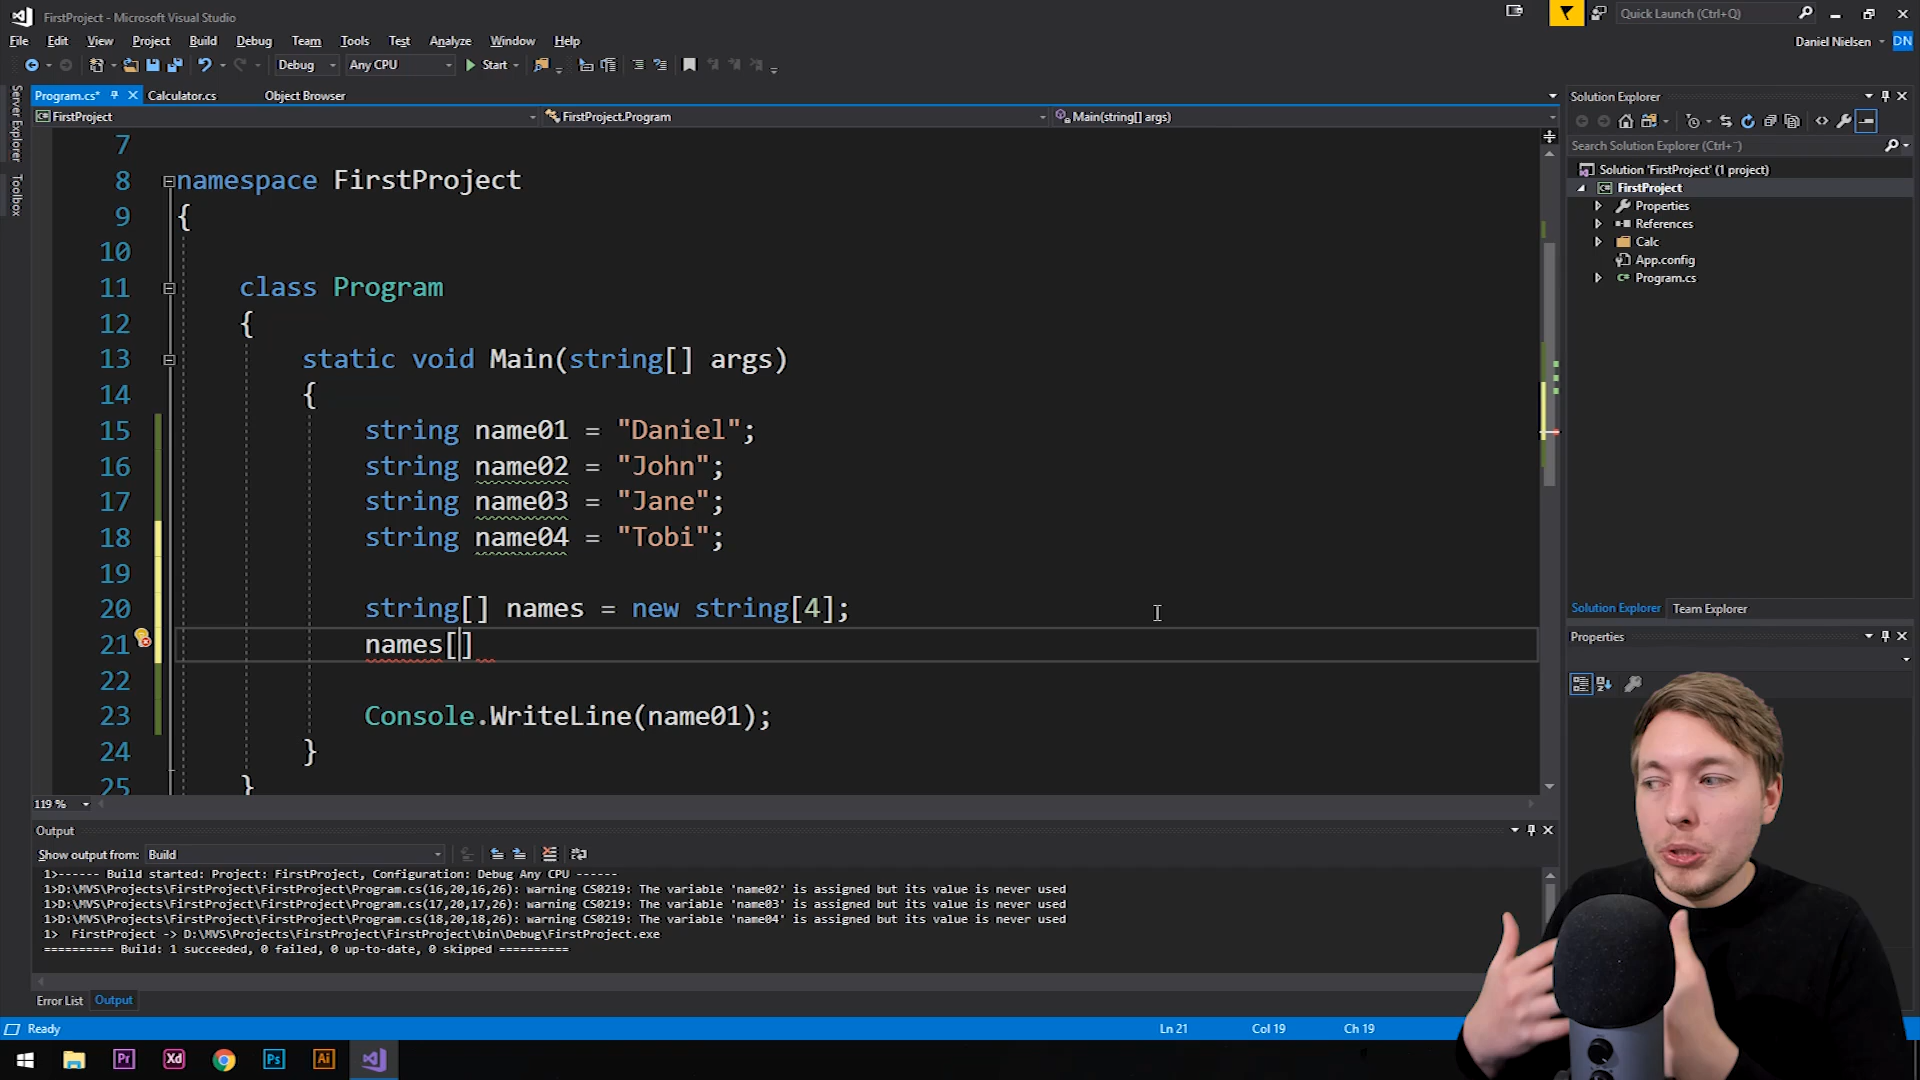 FirstProject - Microsoft Visual Studio
Quick Launch (Ctrl+Q)
File Edit View Project Build Debug Team Tools Test Analyze Window Help
Daniel Nielsen DN
Debug Any CPU Start
Program.cs* Calculator.cs Object Browser
FirstProject FirstProject.Program Main(string[] args)
Server Explorer
Toolbox
7
8 namespace FirstProject
9 {
10
11 class Program
12 {
13 static void Main(string[] args)
14 {
15 string name01 = "Daniel";
16 string name02 = "John";
17 string name03 = "Jane";
18 string name04 = "Tobi";
19
20 string[] names = new string[4];
21 names[]
22
23 Console.WriteLine(name01);
24 }
25 }
119 %
Solution Explorer
Search Solution Explorer (Ctrl+¨)
Solution 'FirstProject' (1 project)
FirstProject
Properties
References
Calc
App.config
Program.cs
Solution Explorer Team Explorer
Properties
Output
Show output from: Build
1>------ Build started: Project: FirstProject, Configuration: Debug Any CPU ------
1>D:\MVS\Projects\FirstProject\FirstProject\Program.cs(16,20,16,26): warning CS0219: The variable 'name02' is assigned but its value is never used
1>D:\MVS\Projects\FirstProject\FirstProject\Program.cs(17,20,17,26): warning CS0219: The variable 'name03' is assigned but its value is never used
1>D:\MVS\Projects\FirstProject\FirstProject\Program.cs(18,20,18,26): warning CS0219: The variable 'name04' is assigned but its value is never used
1> FirstProject -> D:\MVS\Projects\FirstProject\FirstProject\bin\Debug\FirstProject.exe
========== Build: 1 succeeded, 0 failed, 0 up-to-date, 0 skipped ==========
Error List Output
Ready Ln 21 Col 19 Ch 19
Pr Xd Ps Ai